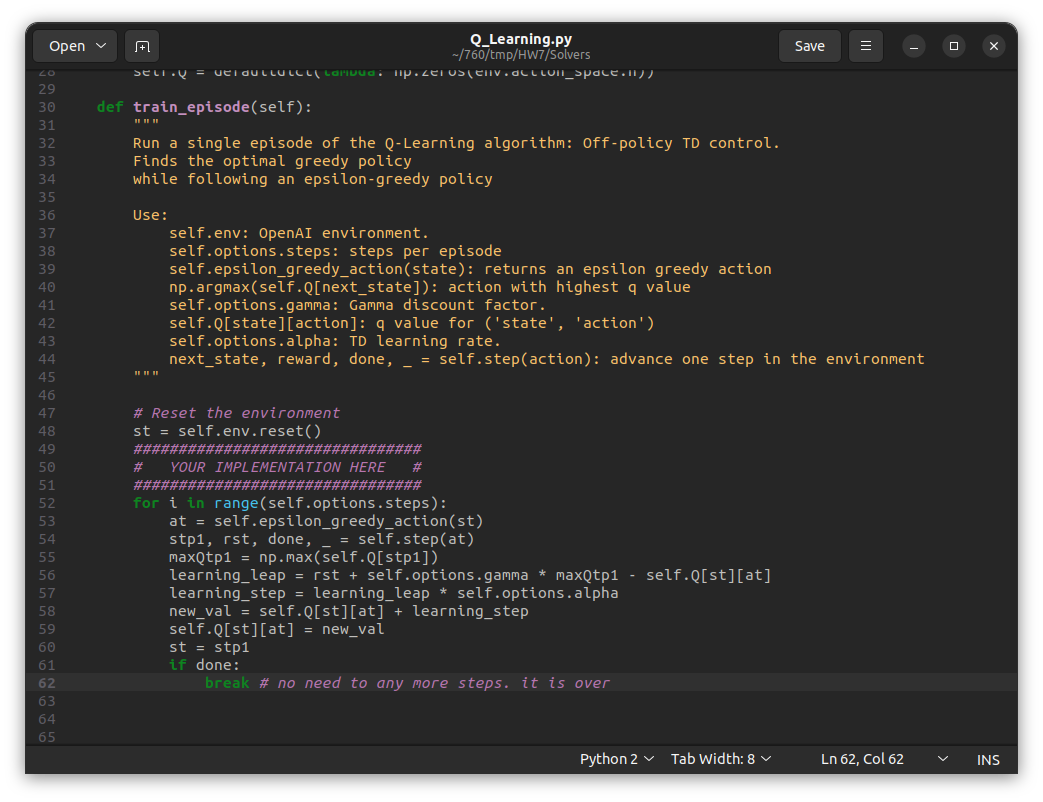 Open
Q_Learning.py
~/760/tmp/HW7/Solvers
Save
28 self.Q = defaultdict(lambda: np.zeros(env.action_space.n))
29
30 def train_episode(self):
31 """
32 Run a single episode of the Q-Learning algorithm: Off-policy TD control.
33 Finds the optimal greedy policy
34 while following an epsilon-greedy policy
35
36 Use:
37 self.env: OpenAI environment.
38 self.options.steps: steps per episode
39 self.epsilon_greedy_action(state): returns an epsilon greedy action
40 np.argmax(self.Q[next_state]): action with highest q value
41 self.options.gamma: Gamma discount factor.
42 self.Q[state][action]: q value for ('state', 'action')
43 self.options.alpha: TD learning rate.
44 next_state, reward, done, _ = self.step(action): advance one step in the environment
45 """
46
47 # Reset the environment
48 st = self.env.reset()
49 ################################
50 #   YOUR IMPLEMENTATION HERE   #
51 ################################
52 for i in range(self.options.steps):
53 at = self.epsilon_greedy_action(st)
54 stp1, rst, done, _ = self.step(at)
55 maxQtp1 = np.max(self.Q[stp1])
56 learning_leap = rst + self.options.gamma * maxQtp1 - self.Q[st][at]
57 learning_step = learning_leap * self.options.alpha
58 new_val = self.Q[st][at] + learning_step
59 self.Q[st][at] = new_val
60 st = stp1
61 if done:
62 break # no need to any more steps. it is over
63
64
65
Python 2 Tab Width: 8 Ln 62, Col 62 INS